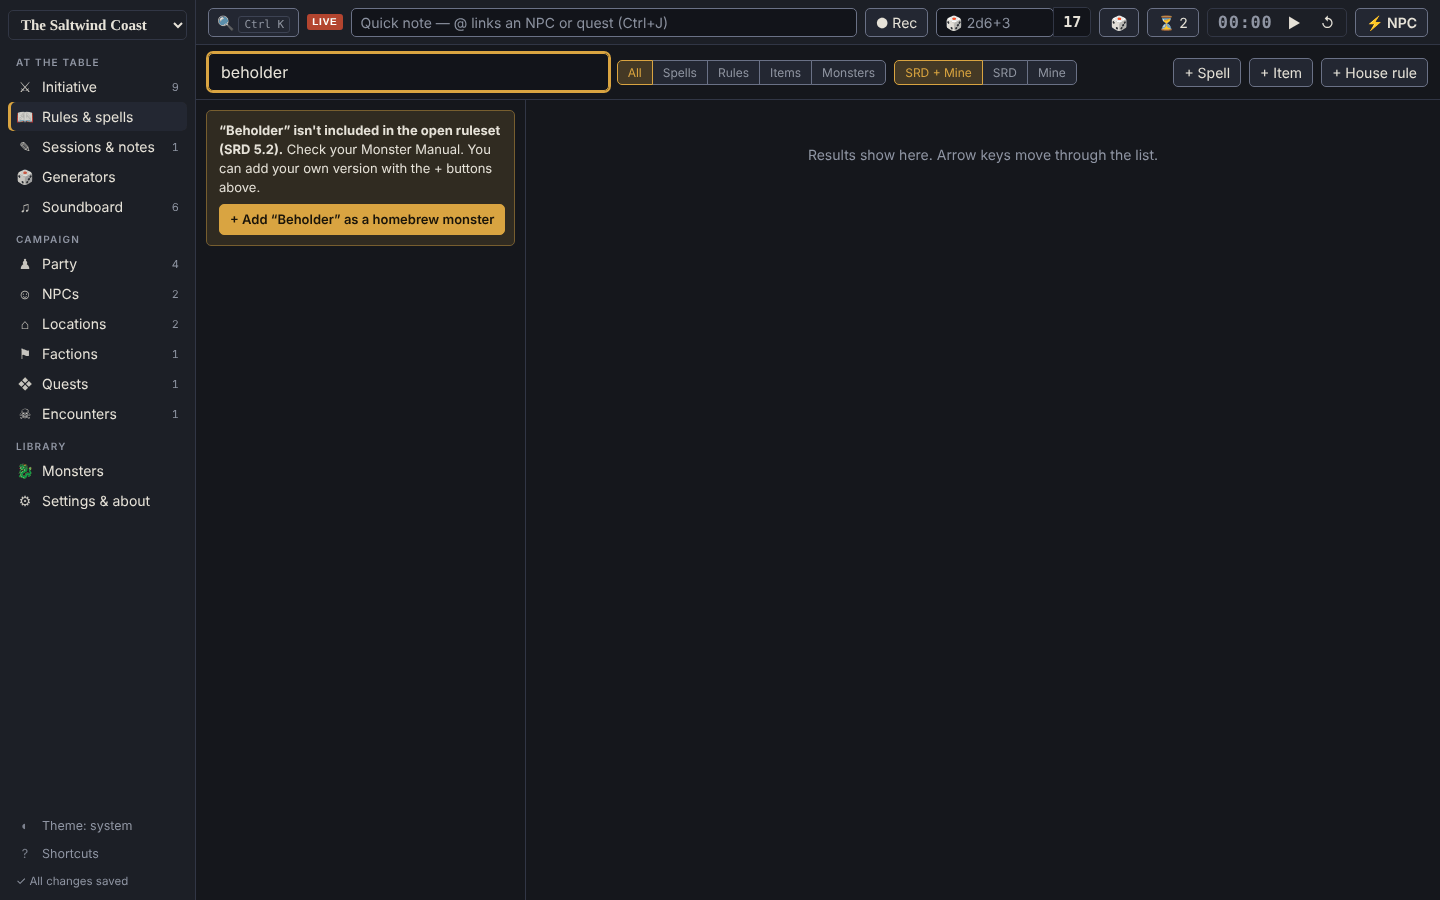 The Saltwind Coast
AT THE TABLE
Initiative 9
Rules & spells
Sessions & notes 1
Generators
Soundboard 6
CAMPAIGN
Party 4
NPCs 2
Locations 2
Factions 1
Quests 1
Encounters 1
LIBRARY
Monsters
Settings & about
Theme: system
? Shortcuts
✓ All changes saved
Ctrl K
LIVE
Quick note — @ links an NPC or quest (Ctrl+J)
Rec
2d6+3
17
2
00:00
NPC
beholder
All Spells Rules Items Monsters
SRD + Mine SRD Mine
+ Spell
+ Item
+ House rule
“Beholder” isn't included in the open ruleset
(SRD 5.2). Check your Monster Manual. You
can add your own version with the + buttons
above.
+ Add “Beholder” as a homebrew monster
Results show here. Arrow keys move through the list.